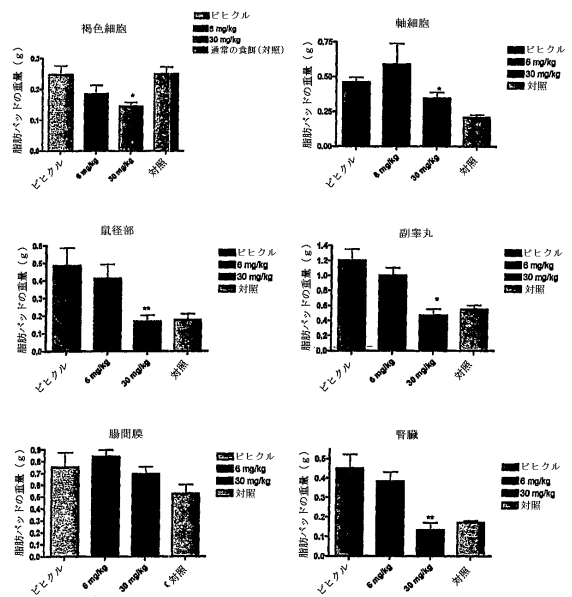 褐色細胞
ビヒクル
6 mg/kg
30 mg/kg
通常の食餌(対照)
脂肪パッドの重量 (g)
0.3
0.2
0.1
0.0
*
ビヒクル
6 mg/kg
30 mg/kg
対照
軸細胞
ビヒクル
6 mg/kg
30 mg/kg
対照
脂肪パッドの重量 (g)
0.75
0.50
0.25
0.00
*
ビヒクル
6 mg/kg
30 mg/kg
対照
鼠径部
ビヒクル
6 mg/kg
30 mg/kg
対照
脂肪パッドの重量 (g)
0.6
0.5
0.4
0.3
0.2
0.1
0.0
**
ビヒクル
6 mg/kg
30 mg/kg
対照
副睾丸
ビヒクル
6 mg/kg
30 mg/kg
対照
脂肪パッドの重量 (g)
1.4
1.2
1.0
0.8
0.6
0.4
0.2
0.0
*
ビヒクル
6 mg/kg
30 mg/kg
対照
腸間膜
ビヒクル
6 mg/kg
30 mg/kg
対照
脂肪パッドの重量 (g)
0.9
0.8
0.7
0.6
0.5
0.4
0.3
0.2
0.1
0.0
ビヒクル
6 mg/kg
30 mg/kg
対照
腎臓
ビヒクル
6 mg/kg
30 mg/kg
対照
脂肪パッドの重量 (g)
0.5
0.4
0.3
0.2
0.1
0.0
**
ビヒクル
6 mg/kg
30 mg/kg
対照